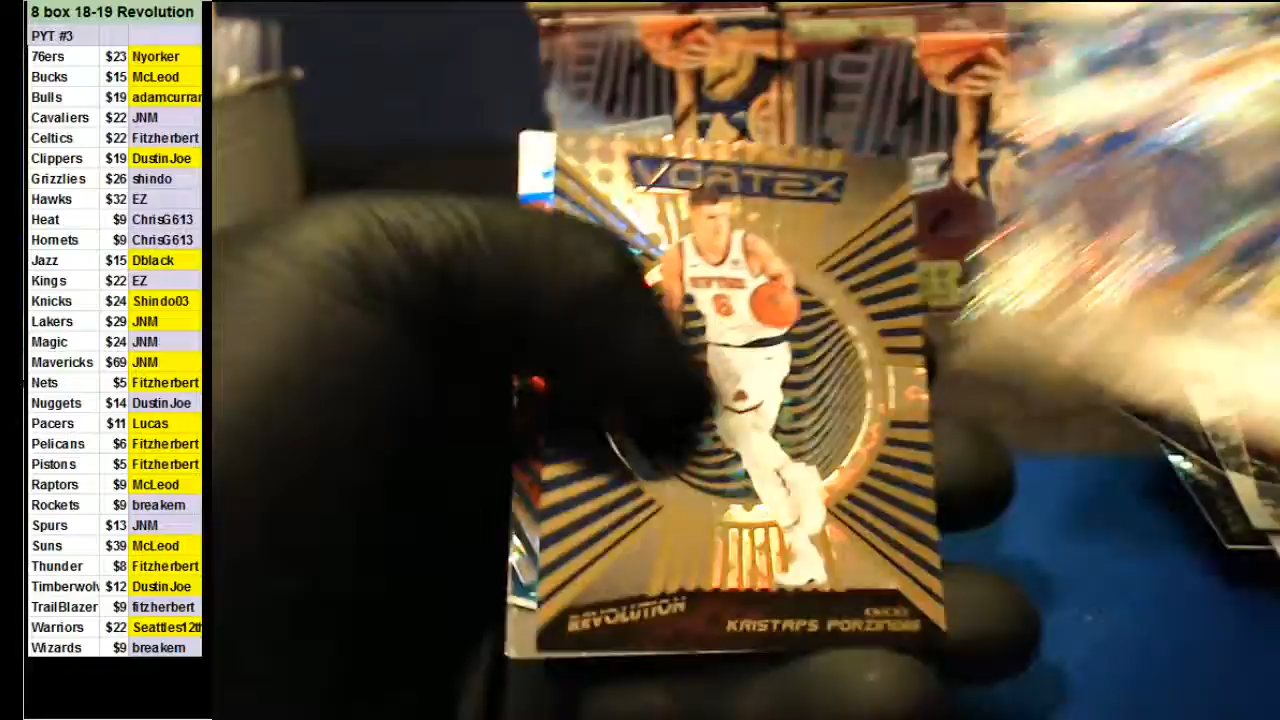 8 box 18-19 Revolution
PYT #3
76ers $23 Nyorker
Bucks $15 McLeod
Bulls $19 adamcurran
Cavaliers $22 JNM
Celtics $22 Fitzherbert
Clippers $19 DustinJoe
Grizzlies $26 shindo
Hawks $32 EZ
Heat $9 ChrisG613
Hornets $9 ChrisG613
Jazz $15 Dblack
Kings $22 EZ
Knicks $24 Shindo03
Lakers $29 JNM
Magic $24 JNM
Mavericks $69 JNM
Nets $5 Fitzherbert
Nuggets $14 DustinJoe
Pacers $11 Lucas
Pelicans $6 Fitzherbert
Pistons $5 Fitzherbert
Raptors $9 McLeod
Rockets $9 breakem
Spurs $13 JNM
Suns $39 McLeod
Thunder $8 Fitzherbert
Timberwolv $12 DustinJoe
TrailBlazer $9 fitzherbert
Warriors $22 Seattles12th
Wizards $9 breakem
VORTEX
NEW YORK
6
REVOLUTION
KNICKS
KRISTAPS PORZINGIS